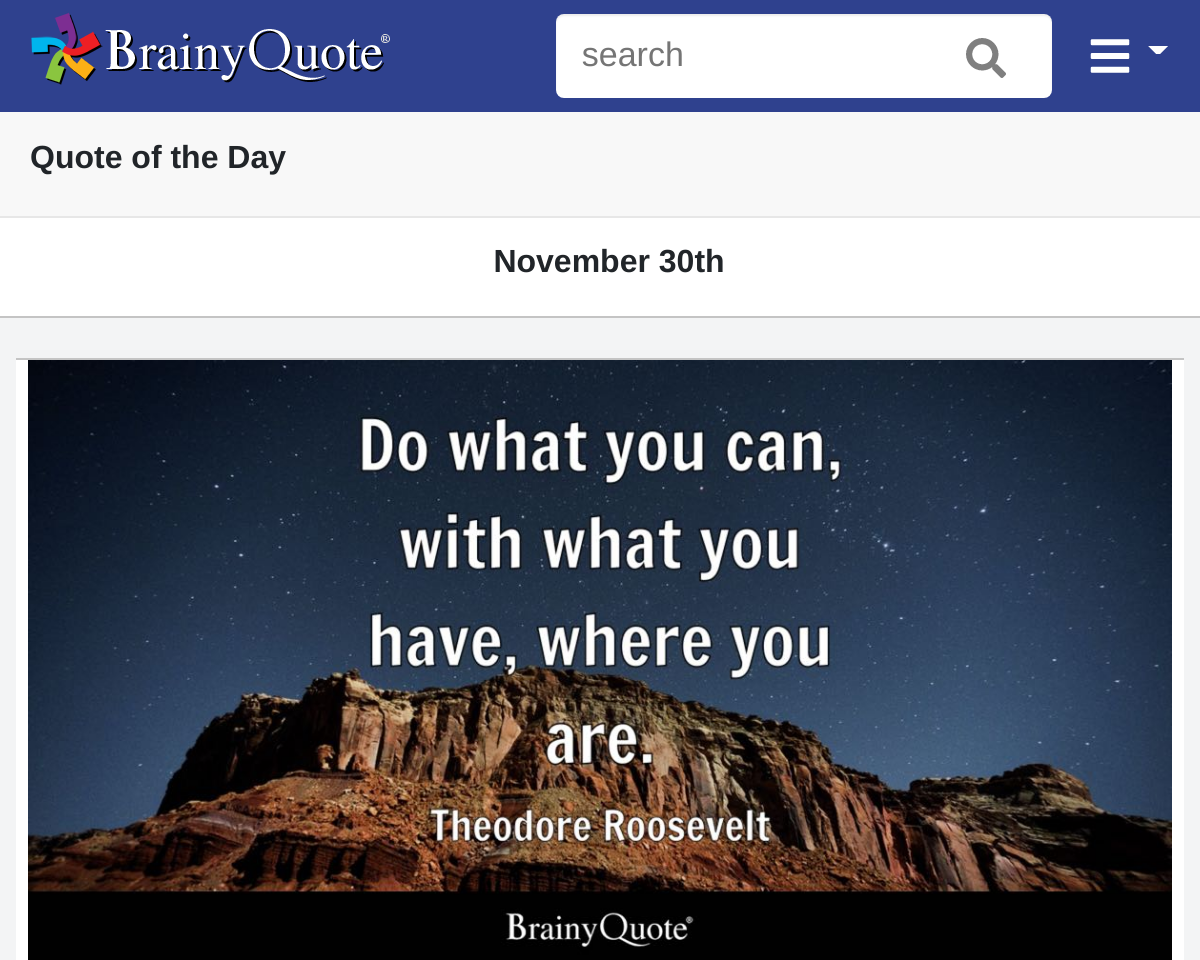 BrainyQuote®
search
Quote of the Day
November 30th
Do what you can,
with what you
have, where you
are.
Theodore Roosevelt
BrainyQuote®